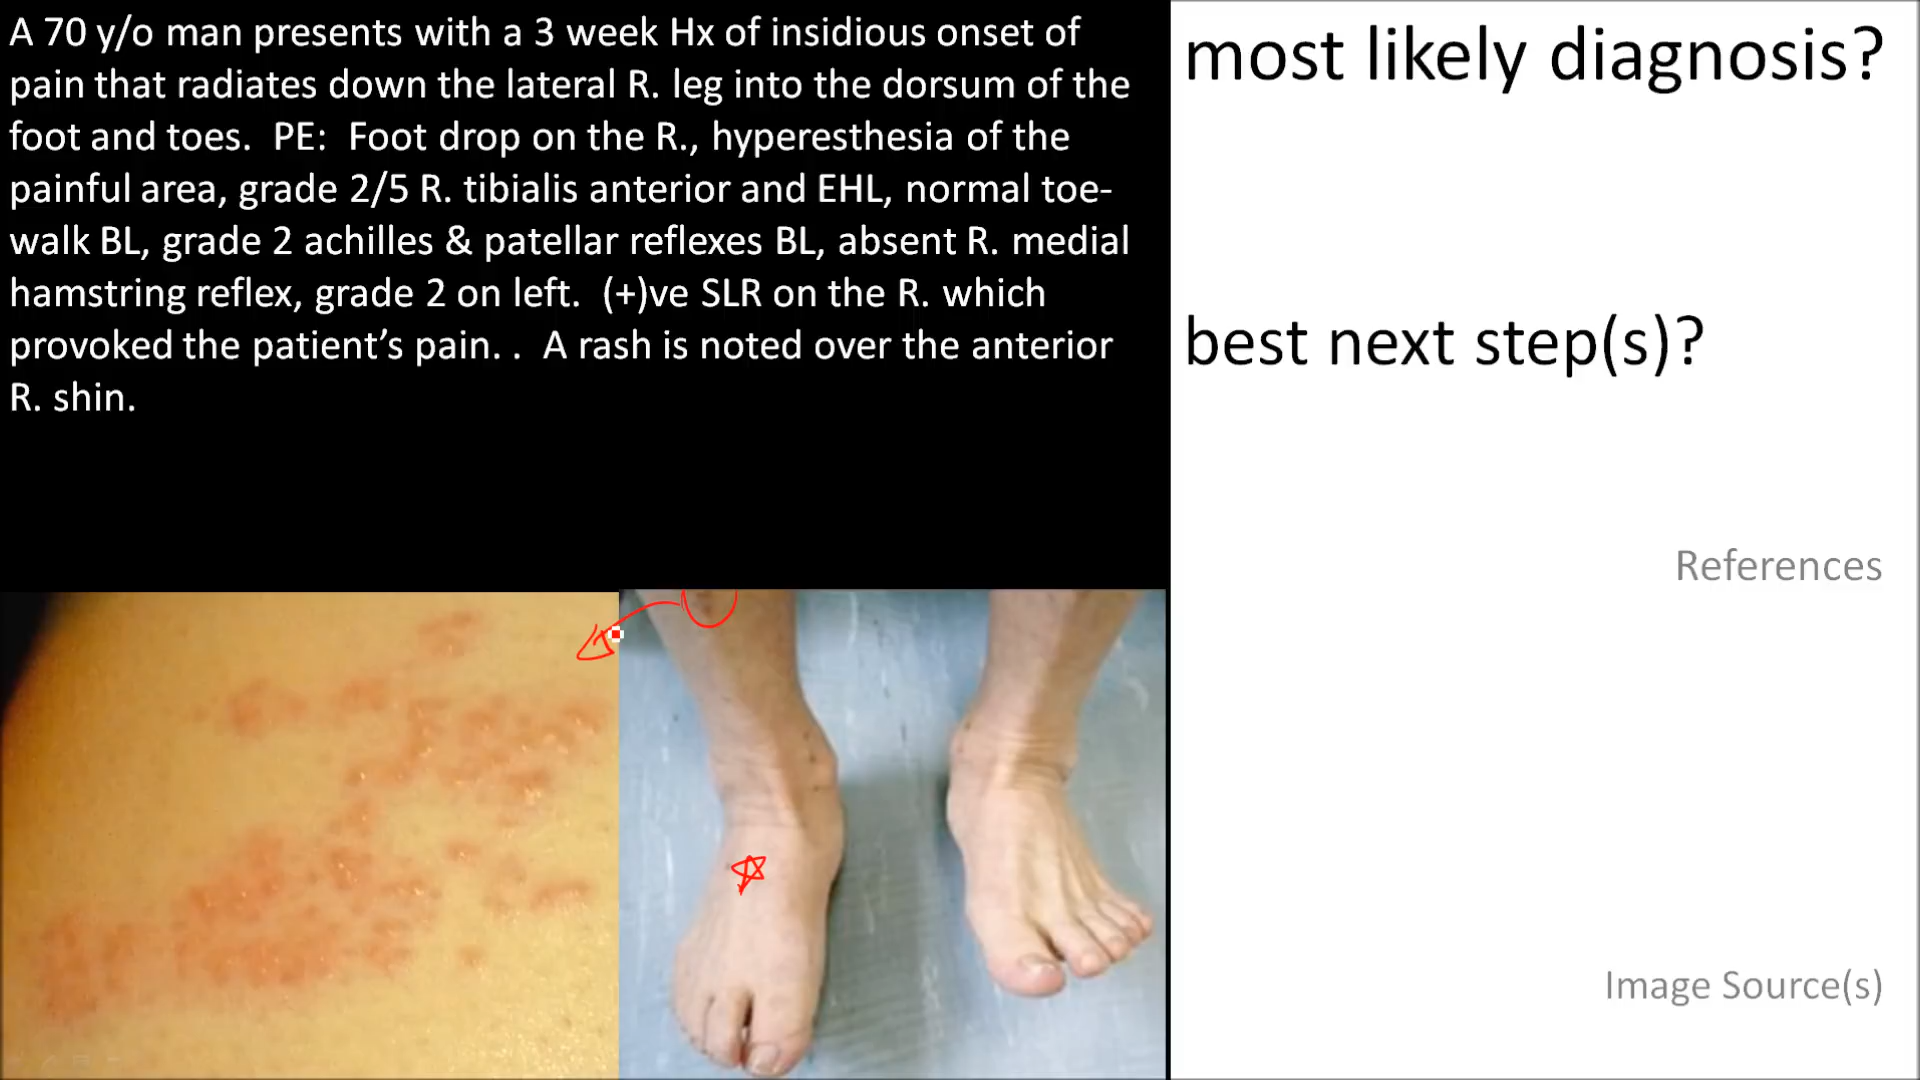 A 70 y/o man presents with a 3 week Hx of insidious onset of
pain that radiates down the lateral R. leg into the dorsum of the
foot and toes.  PE:  Foot drop on the R., hyperesthesia of the
painful area, grade 2/5 R. tibialis anterior and EHL, normal toe-
walk BL, grade 2 achilles & patellar reflexes BL, absent R. medial
hamstring reflex, grade 2 on left.  (+)ve SLR on the R. which
provoked the patient’s pain. .  A rash is noted over the anterior
R. shin.
most likely diagnosis?
best next step(s)?
References
Image Source(s)